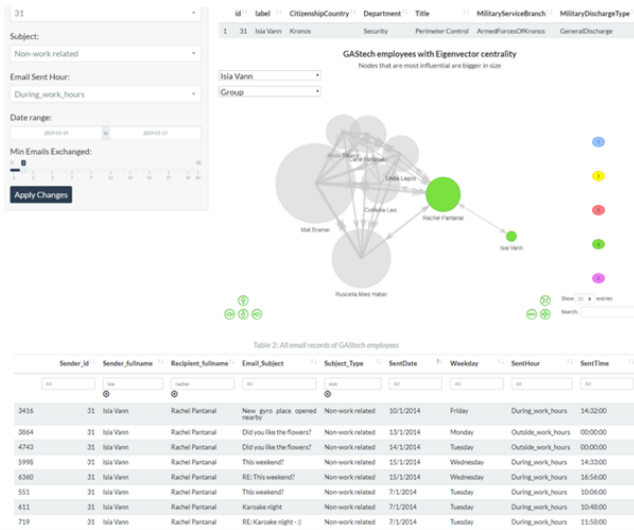 id label CitizenshipCountry Department Title MilitaryServiceBranch MilitaryDischargeType
1 31 Isia Vann Kronos Security Perimeter Control ArmedForcesOfKronos GeneralDischarge
31
Subject:
Non-work related
Email Sent Hour:
During_work_hours
Date range:
to
Min Emails Exchanged:
Apply Changes
GAStech employees with Eigenvector centrality
Nodes that are most influential are bigger in size
Isia Vann
Group
Linda Lagos
Rachel Pantanal
Mat Bramar
Isia Vann
Ruscella Mies Haber
1
2
3
4
Show 10 entries
Search:
Table 2: All email records of GAStech employees
Sender_id Sender_fullname Recipient_fullname Email_Subject Subject_Type SentDate Weekday SentHour SentTime
All isia rachel All non All All All All
3416 31 Isia Vann Rachel Pantanal New gyro place opened nearby Non-work related 10/1/2014 Friday During_work_hours 14:32:00
3864 31 Isia Vann Rachel Pantanal Did you like the flowers? Non-work related 13/1/2014 Monday Outside_work_hours 00:00:00
4743 31 Isia Vann Rachel Pantanal Did you like the flowers? Non-work related 14/1/2014 Tuesday Outside_work_hours 00:00:00
5998 31 Isia Vann Rachel Pantanal This weekend? Non-work related 15/1/2014 Wednesday During_work_hours 14:33:00
6360 31 Isia Vann Rachel Pantanal RE: This weekend? Non-work related 15/1/2014 Wednesday During_work_hours 16:56:00
551 31 Isia Vann Rachel Pantanal This weekend? Non-work related 7/1/2014 Tuesday During_work_hours 10:06:00
611 31 Isia Vann Rachel Pantanal Karoake night Non-work related 7/1/2014 Tuesday During_work_hours 10:48:00
719 31 Isia Vann Rachel Pantanal RE: Karoake night - :) Non-work related 7/1/2014 Tuesday During_work_hours 11:58:00